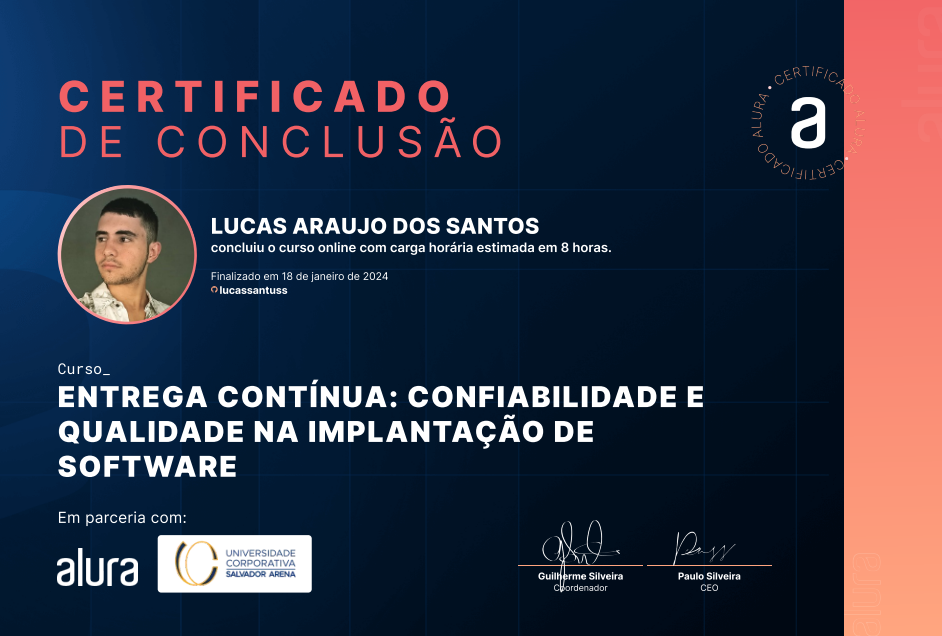 CERTIFICADO
DE CONCLUSÃO
CERTIFICADO ALURA • CERTIFICADO ALURA •
a
LUCAS ARAUJO DOS SANTOS
concluiu o curso online com carga horária estimada em 8 horas.
Finalizado em 18 de janeiro de 2024
lucassantuss
Curso_
ENTREGA CONTÍNUA: CONFIABILIDADE E
QUALIDADE NA IMPLANTAÇÃO DE
SOFTWARE
Em parceria com:
alura
UNIVERSIDADE
CORPORATIVA
SALVADOR ARENA
Guilherme Silveira
Coordenador
Paulo Silveira
CEO
alura
alura